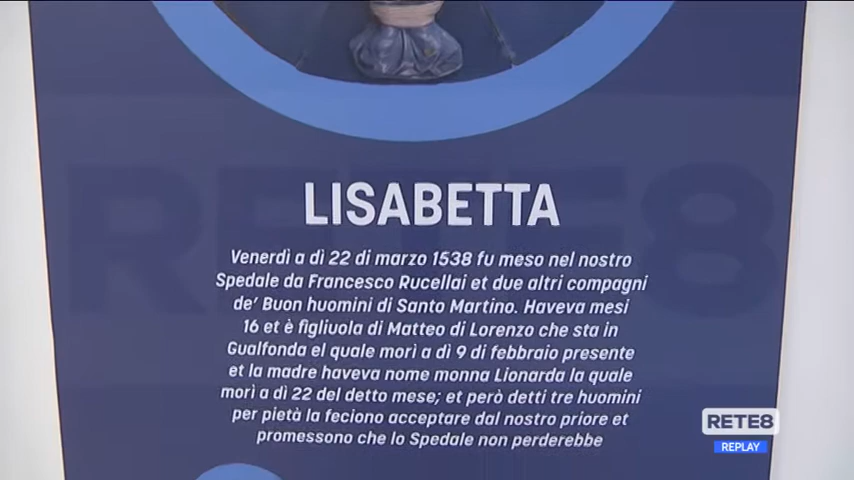 LISABETTA
Venerdì a dì 22 di marzo 1538 fu meso nel nostro
Spedale da Francesco Rucellai et due altri compagni
de' Buon huomini di Santo Martino. Haveva mesi
16 et è figliuola di Matteo di Lorenzo che sta in
Gualfonda el quale morì a dì 9 di febbraio presente
et la madre haveva nome monna Lionarda la quale
morì a dì 22 del detto mese; et però detti tre huomini
per pietà la feciono acceptare dal nostro priore et
promessono che lo Spedale non perderebbe
RETE8
RETE8
REPLAY